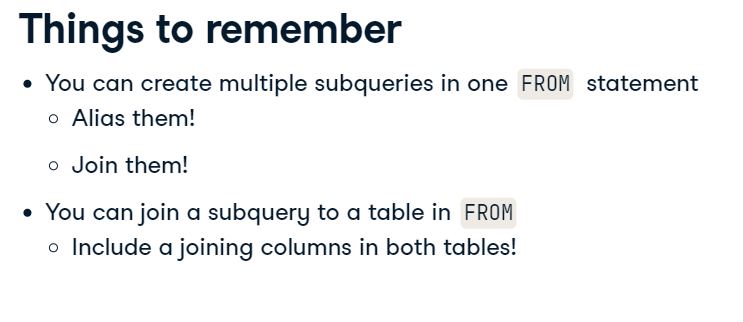 Things to remember
You can create multiple subqueries in one FROM statement
Alias them!
Join them!
You can join a subquery to a table in FROM
Include a joining columns in both tables!